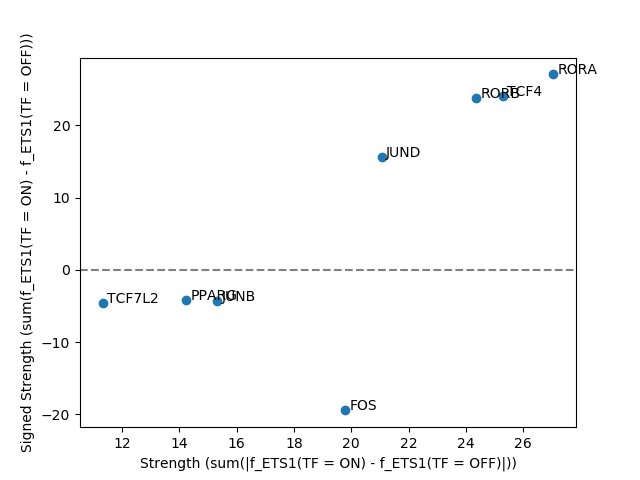 RORA
RORB
TCF4
JUND
TCF7L2
PPARG
JUNB
FOS
20
10
0
−10
−20
12
14
16
18
20
22
24
26
Strength (sum(|f_ETS1(TF = ON) - f_ETS1(TF = OFF)|))
Signed Strength (sum(f_ETS1(TF = ON) - f_ETS1(TF = OFF)))